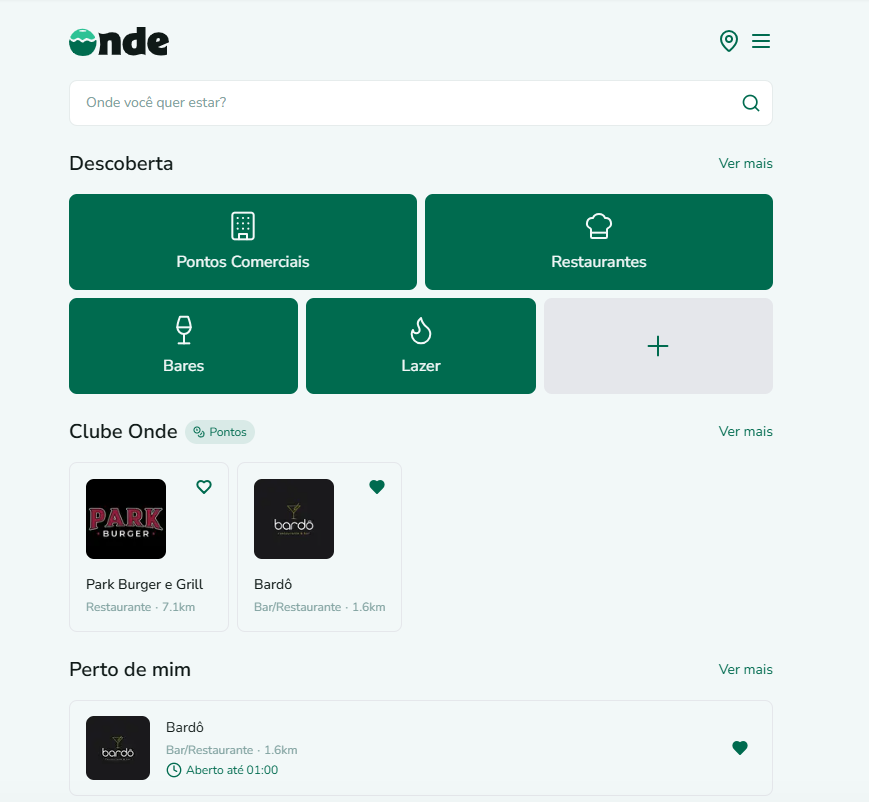 Onde
Onde você quer estar?
Descoberta
Ver mais
Pontos Comerciais
Restaurantes
Bares
Lazer
Clube Onde
Pontos
Ver mais
PARK
BURGER
Park Burger e Grill
Restaurante · 7.1km
bardô
Bardô
Bar/Restaurante · 1.6km
Perto de mim
Ver mais
bardô
Bardô
Bar/Restaurante · 1.6km
Aberto até 01:00